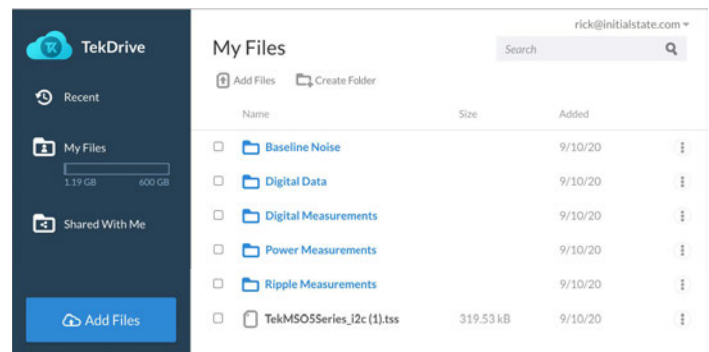 TekDrive
Recent
My Files
1.19 GB 600 GB
Shared With Me
Add Files
rick@initialstate.com
My Files
Search
Add Files Create Folder
Name Size Added
Baseline Noise 9/10/20
Digital Data 9/10/20
Digital Measurements 9/10/20
Power Measurements 9/10/20
Ripple Measurements 9/10/20
TekMSO5Series_i2c (1).tss 319.53 kB 9/10/20